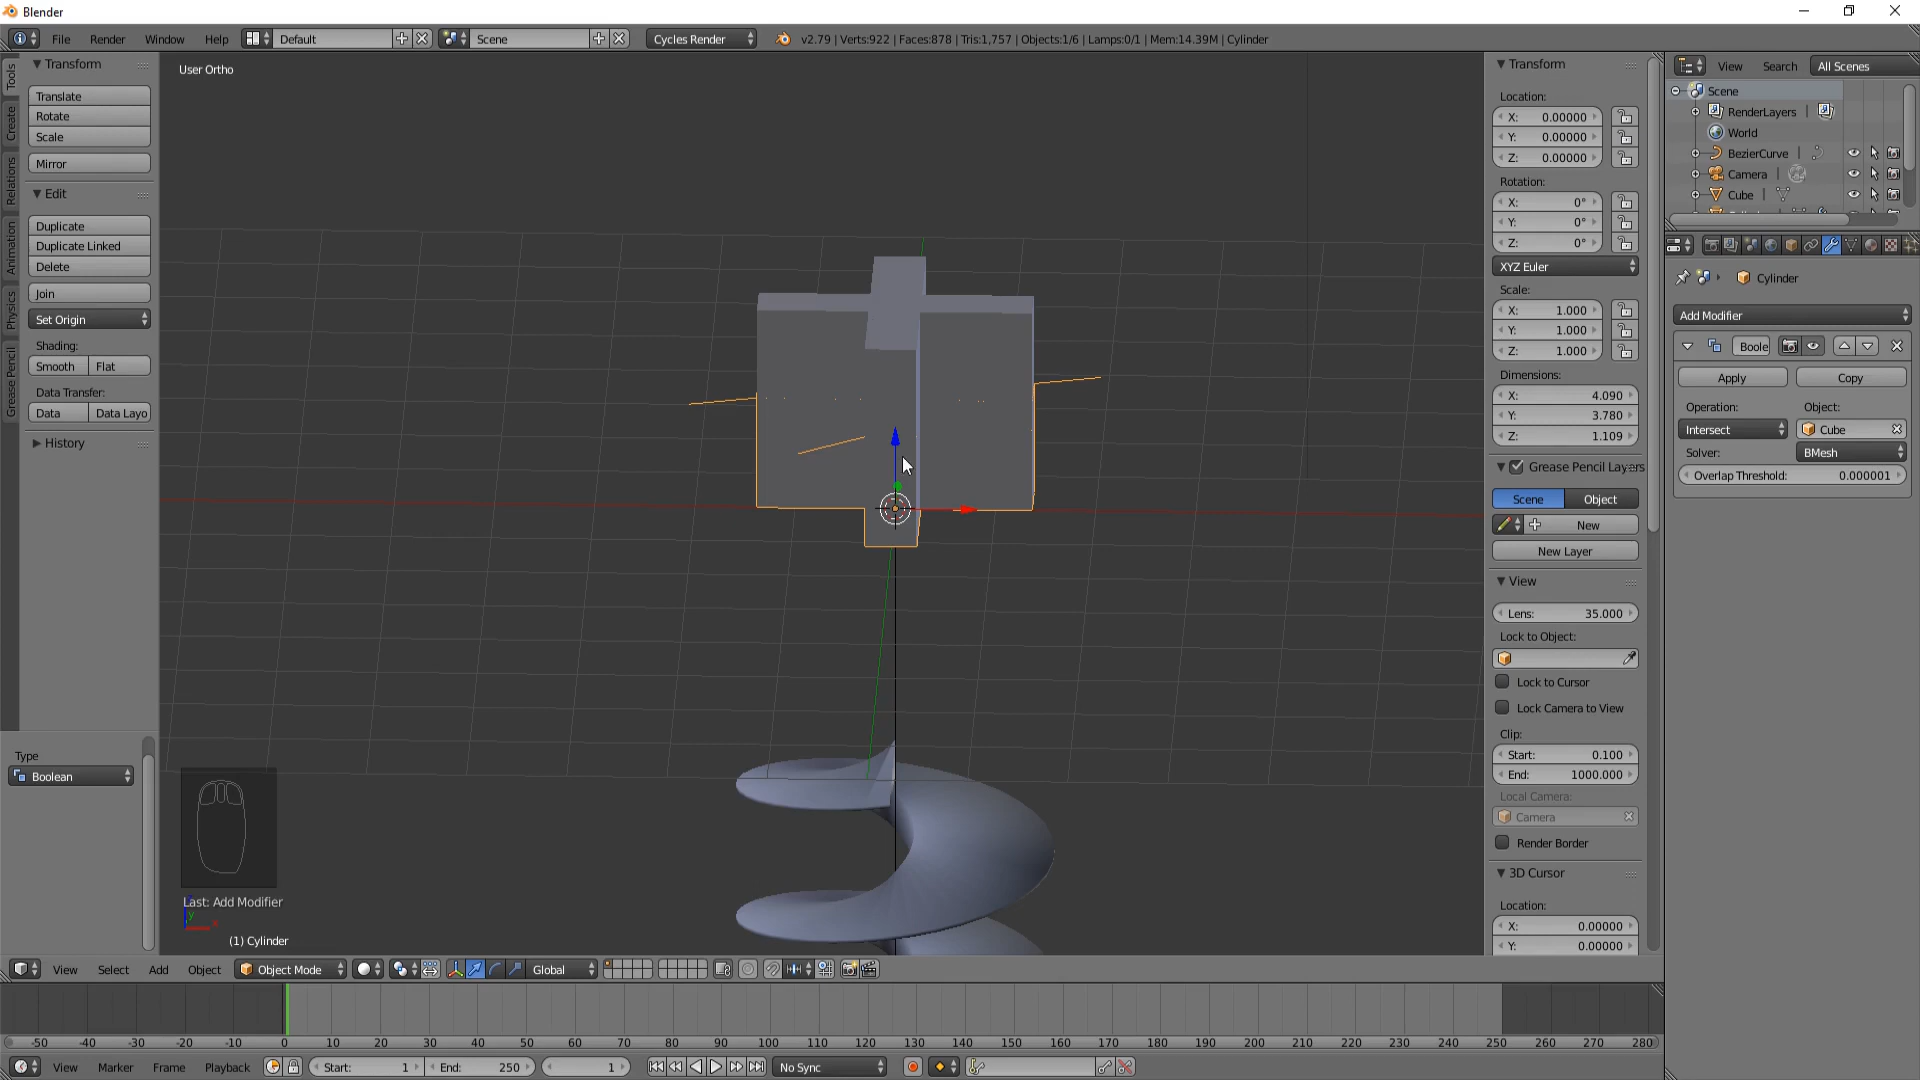 Blender
File Render Window Help Default Scene Cycles Render v2.79 | Verts:922 | Faces:878 | Tris:1,757 | Objects:1/6 | Lamps:0/1 | Mem:14.39M | Cylinder
Tools
Create
Relations
Animation
Physics
Grease Pencil
Transform
Translate
Rotate
Scale
Mirror
Edit
Duplicate
Duplicate Linked
Delete
Join
Set Origin
Shading:
Smooth Flat
Data Transfer:
Data Data Layo
History
Type
Boolean
User Ortho
Last: Add Modifier
(1) Cylinder
Transform
Location:
X: 0.00000
Y: 0.00000
Z: 0.00000
Rotation:
X: 0°
Y: 0°
Z: 0°
XYZ Euler
Scale:
X: 1.000
Y: 1.000
Z: 1.000
Dimensions:
X: 4.090
Y: 3.780
Z: 1.109
Grease Pencil Layers
Scene Object
New
New Layer
View
Lens: 35.000
Lock to Object:
Lock to Cursor
Lock Camera to View
Clip:
Start: 0.100
End: 1000.000
Local Camera:
Camera
Render Border
3D Cursor
Location:
X: 0.00000
Y: 0.00000
View Search All Scenes
Scene
RenderLayers
World
BezierCurve
Camera
Cube
Cylinder
Add Modifier
Boole
Apply Copy
Operation: Object:
Intersect Cube
Solver: BMesh
Overlap Threshold: 0.000001
View Select Add Object Object Mode Global
-50 -40 -30 -20 -10 0 10 20 30 40 50 60 70 80 90 100 110 120 130 140 150 160 170 180 190 200 210 220 230 240 250 260 270 280
View Marker Frame Playback Start: 1 End: 250 1 No Sync